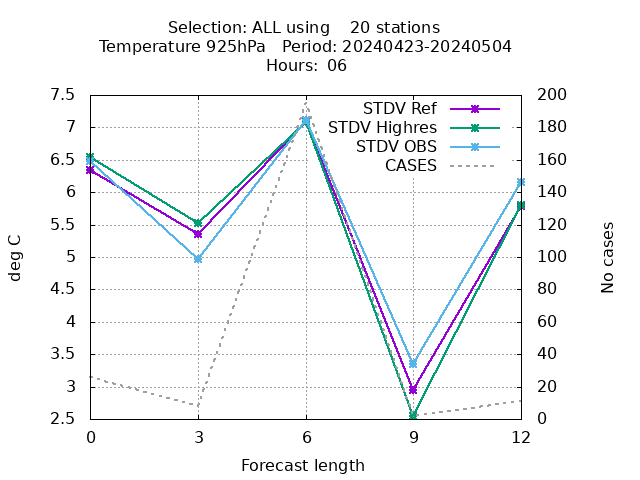 Selection: ALL using    20 stations
Temperature 925hPa   Period: 20240423-20240504
Hours:  06
7.5
7
6.5
6
5.5
5
4.5
4
3.5
3
2.5
deg C
STDV Ref
STDV Highres
STDV OBS
CASES
200
180
160
140
120
100
80
60
40
20
0
No cases
0 3 6 9 12
Forecast length